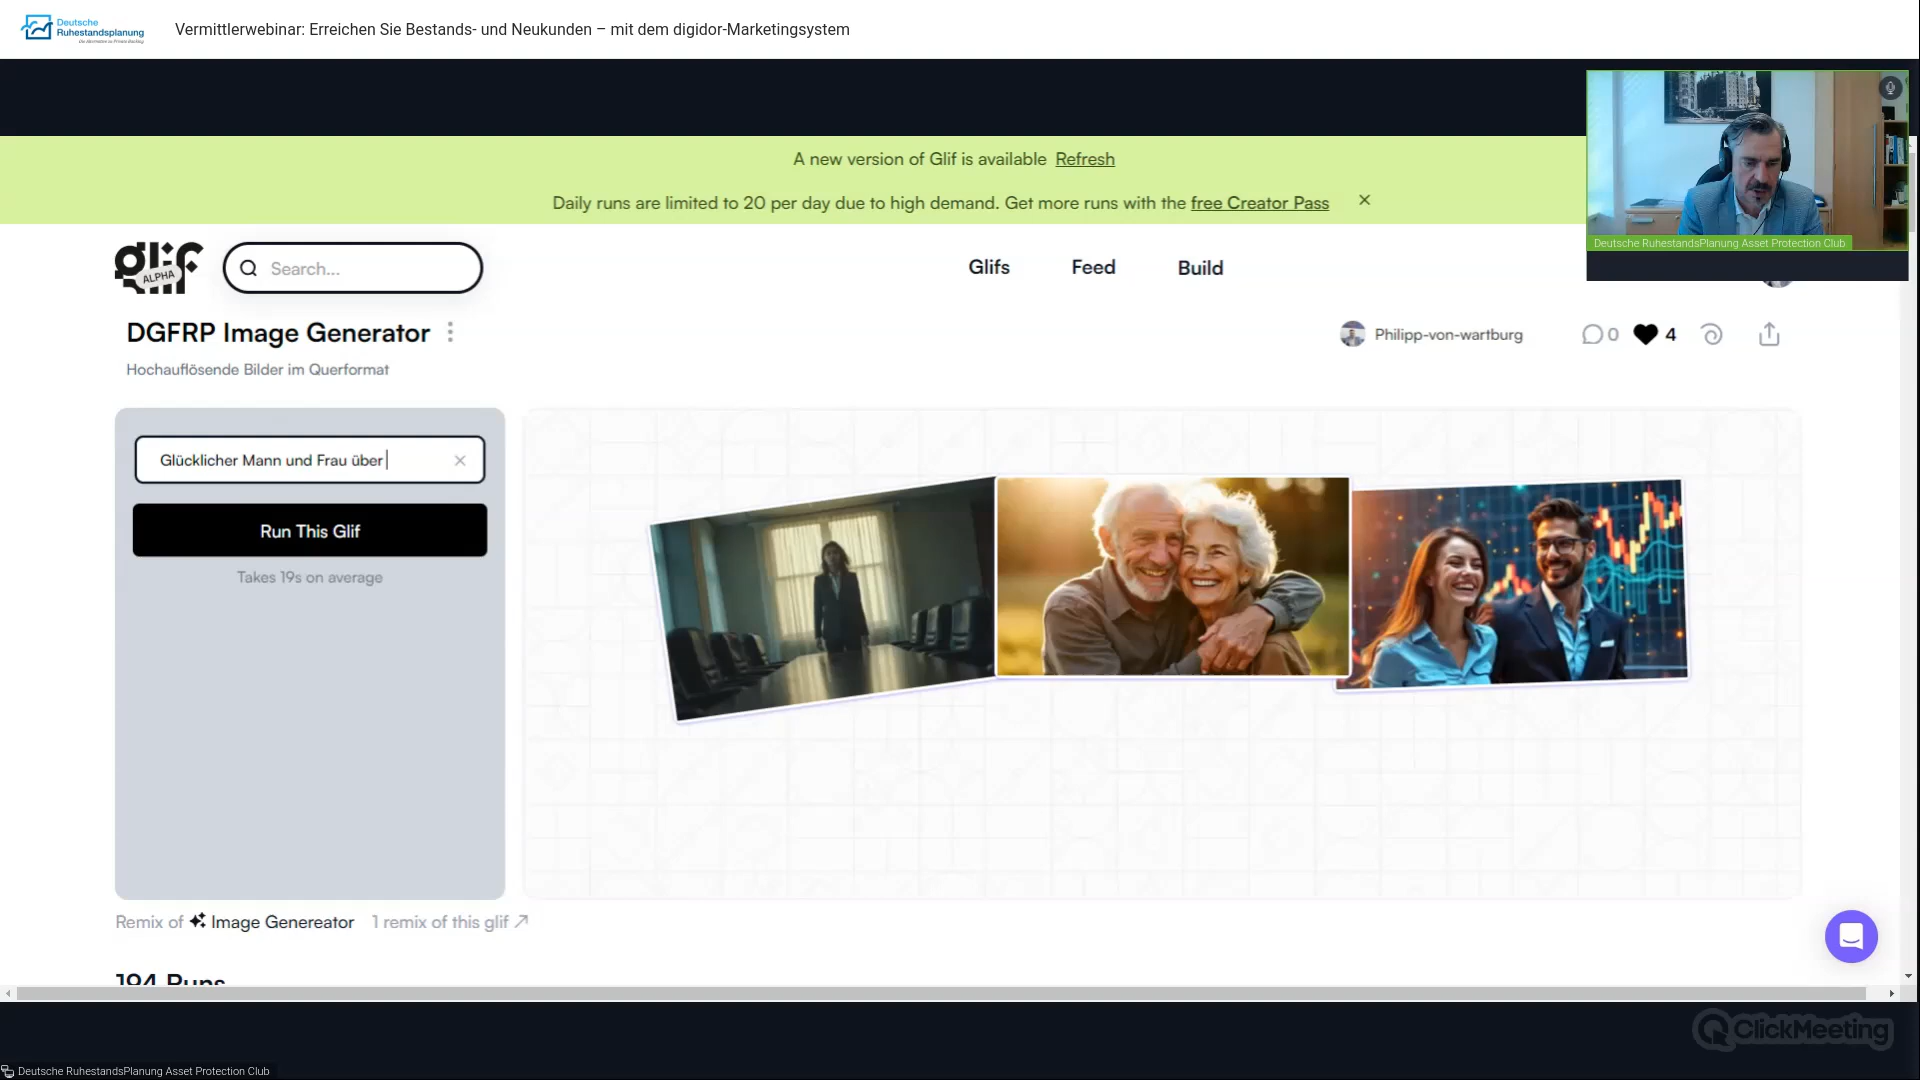 Deutsche
Ruhestandsplanung
Vermittlerwebinar: Erreichen Sie Bestands- und Neukunden – mit dem digidor-Marketingsystem
A new version of Glif is available Refresh
Daily runs are limited to 20 per day due to high demand. Get more runs with the free Creator Pass
Deutsche RuhestandsPlanung Asset Protection Club
glif
ALPHA
Search...
Glifs
Feed
Build
DGFRP Image Generator
Philipp-von-wartburg
0
4
Hochauflösende Bilder im Querformat
Glücklicher Mann und Frau über
Run This Glif
Takes 19s on average
Remix of Image Genereator
1 remix of this glif
194 Runs
ClickMeeting
Deutsche RuhestandsPlanung Asset Protection Club